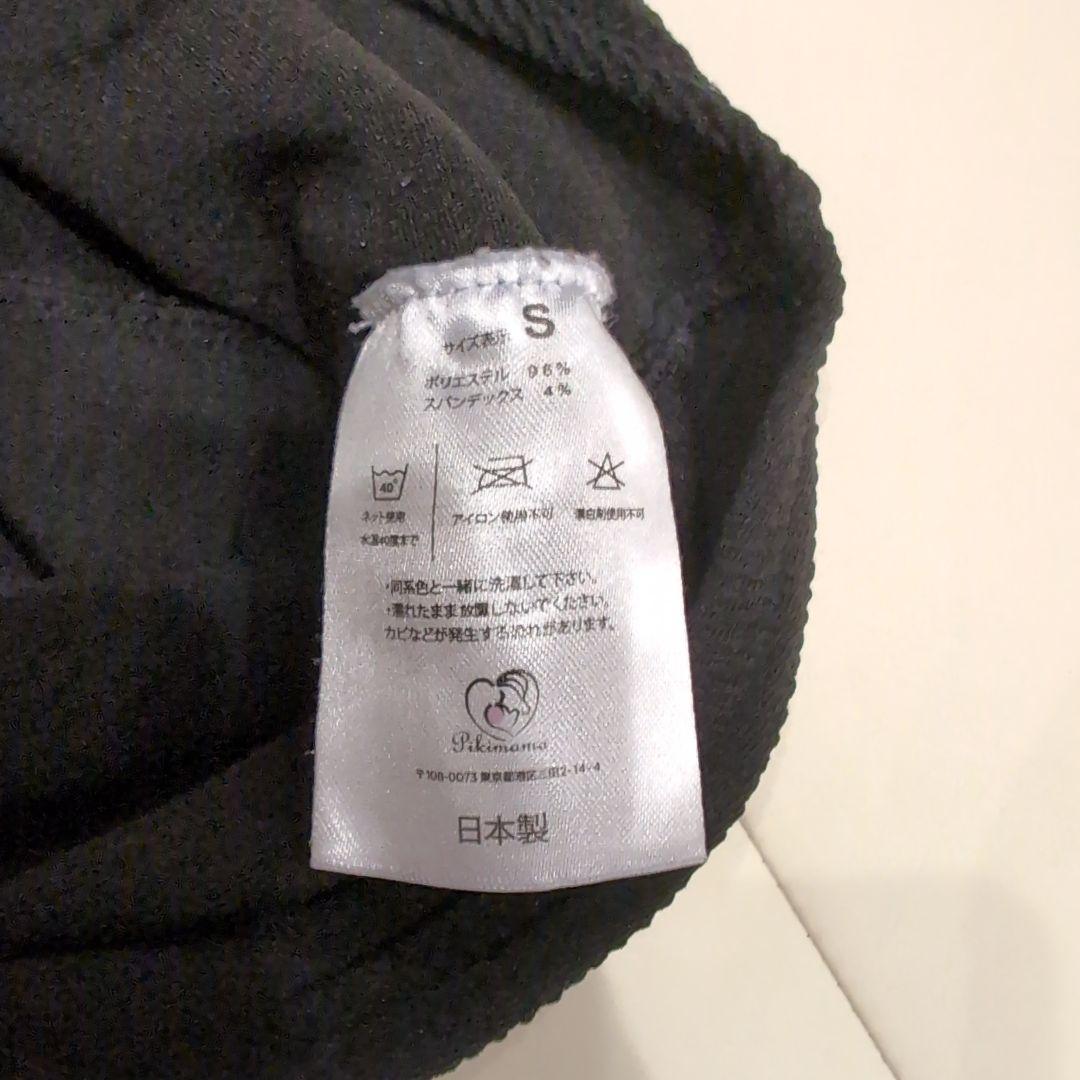 サイズ表示 S
ポリエステル 96%
スパンデックス 4%
40°
ネット使用
水温40度まで
アイロン使用不可
漂白剤使用不可
・同系色と一緒に洗濯して下さい。
・濡れたまま放置しないでください。
カビなどが発生する恐れがあります。
Pikimama
〒108-0073 東京都港区三田2-14-4
日本製